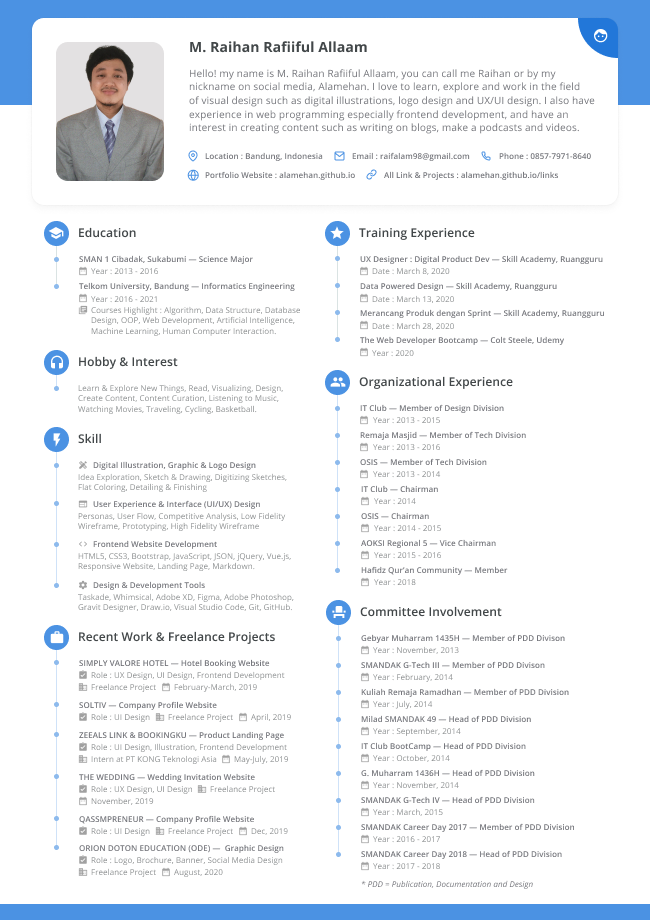 M. Raihan Rafiiful Allaam
Hello! my name is M. Raihan Rafiiful Allaam, you can call me Raihan or by my
nickname on social media, Alamehan. I love to learn, explore and work in the field
of visual design such as digital illustrations, logo design and UX/UI design. I also have
experience in web programming especially frontend development, and have an
interest in creating content such as writing on blogs, make a podcasts and videos.
Location : Bandung, Indonesia Email : raifalam98@gmail.com Phone : 0857-7971-8640
Portfolio Website : alamehan.github.io All Link & Projects : alamehan.github.io/links
Education
SMAN 1 Cibadak, Sukabumi — Science Major
Year : 2013 - 2016
Telkom University, Bandung — Informatics Engineering
Year : 2016 - 2021
Courses Highlight : Algorithm, Data Structure, Database
Design, OOP, Web Development, Artificial Intelligence,
Machine Learning, Human Computer Interaction.
Hobby & Interest
Learn & Explore New Things, Read, Visualizing, Design,
Create Content, Content Curation, Listening to Music,
Watching Movies, Traveling, Cycling, Basketball.
Skill
Digital Illustration, Graphic & Logo Design
Idea Exploration, Sketch & Drawing, Digitizing Sketches,
Flat Coloring, Detailing & Finishing
User Experience & Interface (UI/UX) Design
Personas, User Flow, Competitive Analysis, Low Fidelity
Wireframe, Prototyping, High Fidelity Wireframe
Frontend Website Development
HTML5, CSS3, Bootstrap, JavaScript, JSON, jQuery, Vue.js,
Responsive Website, Landing Page, Markdown.
Design & Development Tools
Taskade, Whimsical, Adobe XD, Figma, Adobe Photoshop,
Gravit Designer, Draw.io, Visual Studio Code, Git, GitHub.
Recent Work & Freelance Projects
SIMPLY VALORE HOTEL — Hotel Booking Website
Role : UX Design, UI Design, Frontend Development
Freelance Project February-March, 2019
SOLTIV — Company Profile Website
Role : UI Design Freelance Project April, 2019
ZEEALS LINK & BOOKINGKU — Product Landing Page
Role : UI Design, Illustration, Frontend Development
Intern at PT KONG Teknologi Asia May-July, 2019
THE WEDDING — Wedding Invitation Website
Role : UX Design, UI Design Freelance Project
November, 2019
QASSMPRENEUR — Company Profile Website
Role : UI Design Freelance Project Dec, 2019
ORION DOTON EDUCATION (ODE) — Graphic Design
Role : Logo, Brochure, Banner, Social Media Design
Freelance Project August, 2020
Training Experience
UX Designer : Digital Product Dev — Skill Academy, Ruangguru
Date : March 8, 2020
Data Powered Design — Skill Academy, Ruangguru
Date : March 13, 2020
Merancang Produk dengan Sprint — Skill Academy, Ruangguru
Date : March 28, 2020
The Web Developer Bootcamp — Colt Steele, Udemy
Year : 2020
Organizational Experience
IT Club — Member of Design Division
Year : 2013 - 2015
Remaja Masjid — Member of Tech Division
Year : 2013 - 2016
OSIS — Member of Tech Division
Year : 2013 - 2014
IT Club — Chairman
Year : 2014
OSIS — Chairman
Year : 2014 - 2015
AOKSI Regional 5 — Vice Chairman
Year : 2015 - 2016
Hafidz Qur'an Community — Member
Year : 2018
Committee Involvement
Gebyar Muharram 1435H — Member of PDD Divison
Year : November, 2013
SMANDAK G-Tech III — Member of PDD Divison
Year : February, 2014
Kuliah Remaja Ramadhan — Member of PDD Division
Year : July, 2014
Milad SMANDAK 49 — Head of PDD Division
Year : September, 2014
IT Club BootCamp — Head of PDD Division
Year : October, 2014
G. Muharram 1436H — Head of PDD Division
Year : November, 2014
SMANDAK G-Tech IV — Head of PDD Division
Year : March, 2015
SMANDAK Career Day 2017 — Member of PDD Division
Year : 2016 - 2017
SMANDAK Career Day 2018 — Head of PDD Division
Year : 2017 - 2018
* PDD = Publication, Documentation and Design